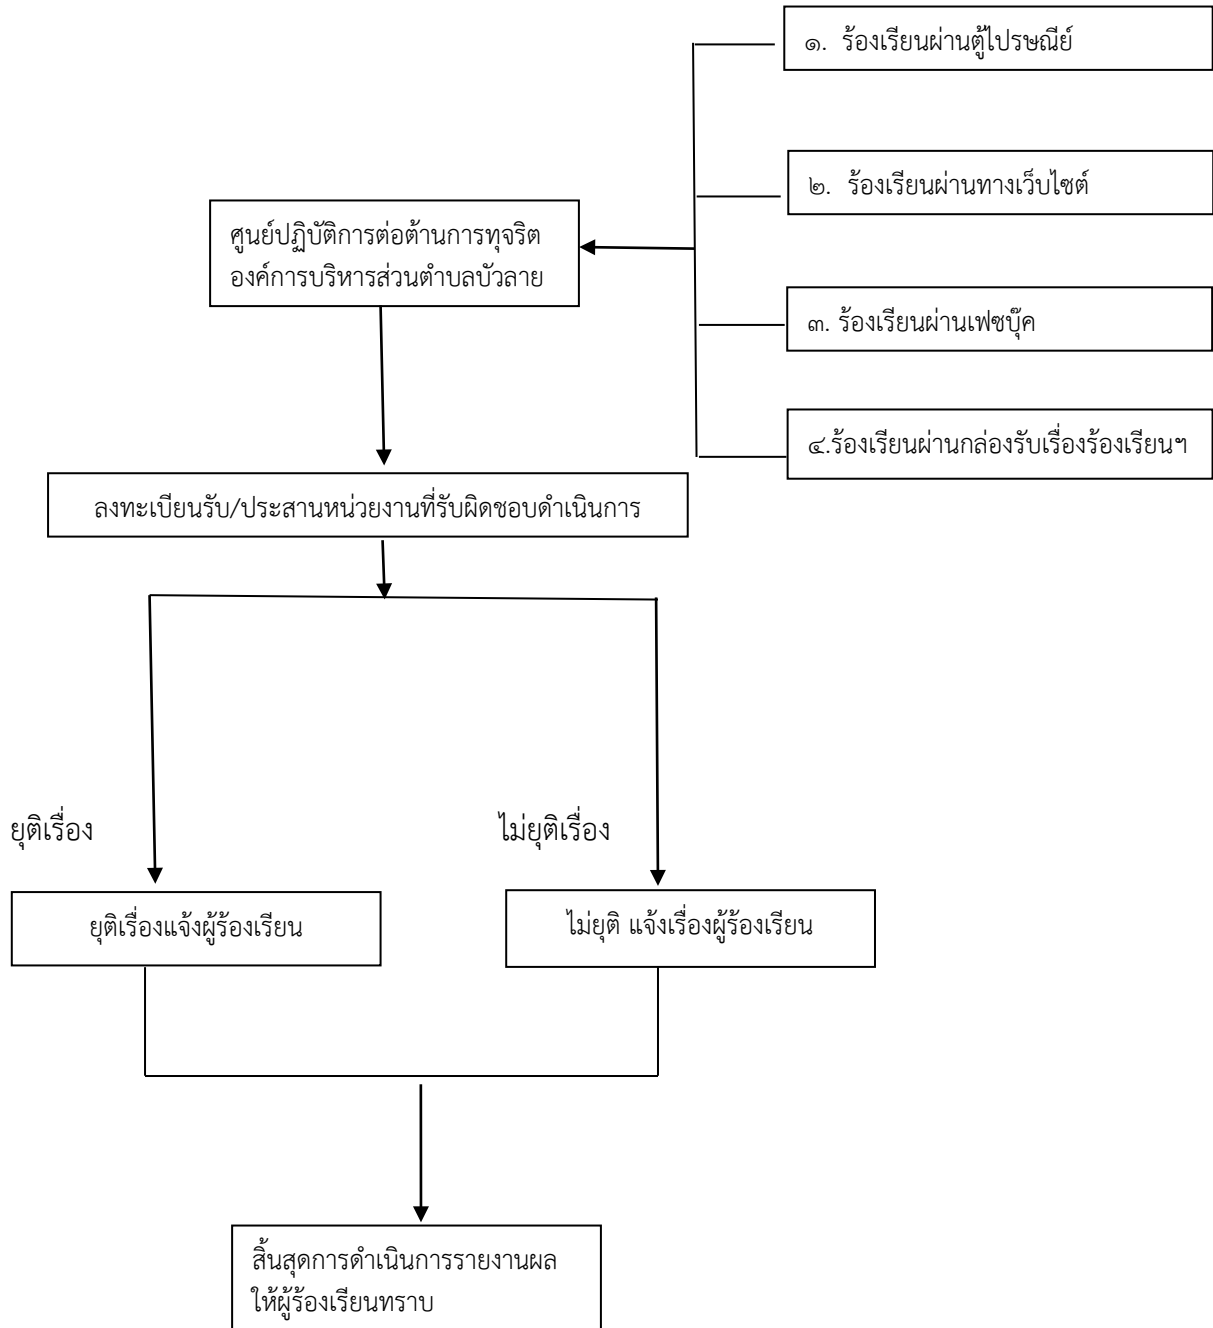 ๑. ร้องเรียนผ่านตู้ไปรษณีย์
๒. ร้องเรียนผ่านทางเว็บไซต์
ศูนย์ปฏิบัติการต่อต้านการทุจริต
องค์การบริหารส่วนตำบลบัวลาย
๓. ร้องเรียนผ่านเฟซบุ๊ค
๔.ร้องเรียนผ่านกล่องรับเรื่องร้องเรียนฯ
ลงทะเบียนรับ/ประสานหน่วยงานที่รับผิดชอบดำเนินการ
ยุติเรื่อง
ไม่ยุติเรื่อง
ยุติเรื่องแจ้งผู้ร้องเรียน
ไม่ยุติ แจ้งเรื่องผู้ร้องเรียน
สิ้นสุดการดำเนินการรายงานผล
ให้ผู้ร้องเรียนทราบ